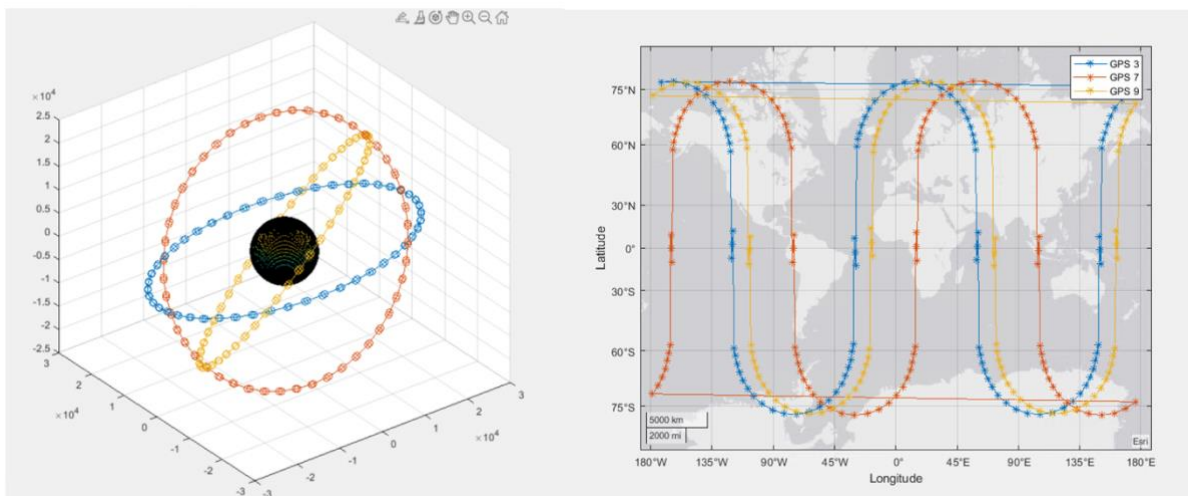 ×10⁴
2.5
2
1.5
1
0.5
0
-0.5
-1
-1.5
-2
-2.5
3
2
×10⁴
1
0
-1
-2
-3
-3
-2
-1
0
1
×10⁴
2
3
GPS 3
GPS 7
GPS 9
75°N
60°N
30°N
0°
30°S
60°S
75°S
Latitude
5000 km
2000 mi
Esri
180°W
135°W
90°W
45°W
0°
45°E
90°E
135°E
180°E
Longitude